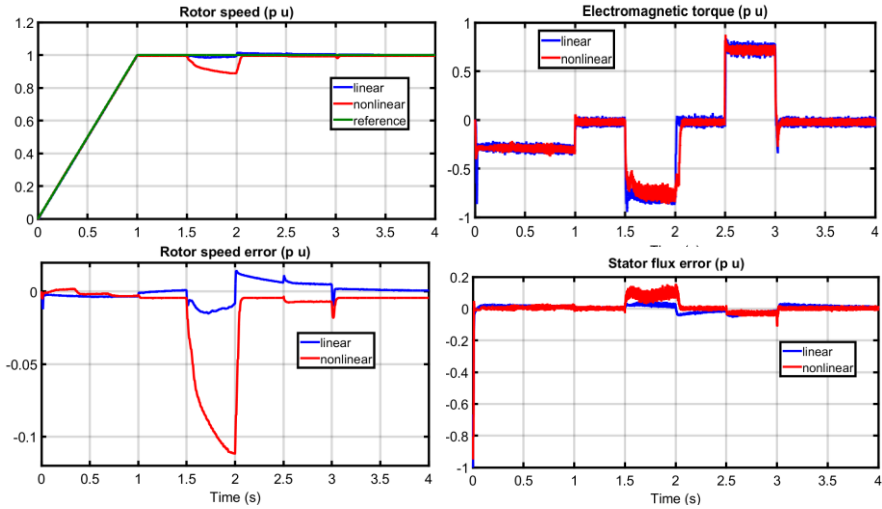 Rotor speed (p u)
1.2
1
0.8
0.6
0.4
0.2
0
linear
nonlinear
reference
0 0.5 1 1.5 2 2.5 3 3.5 4
Electromagnetic torque (p u)
1
0.5
0
-0.5
-1
linear
nonlinear
0 0.5 1 1.5 2 2.5 3 3.5 4
Rotor speed error (p u)
0
-0.05
-0.1
linear
nonlinear
0 0.5 1 1.5 2 2.5 3 3.5 4
Time (s)
Stator flux error (p u)
0.2
0
-0.2
-0.4
-0.6
-0.8
-1
linear
nonlinear
0 0.5 1 1.5 2 2.5 3 3.5 4
Time (s)